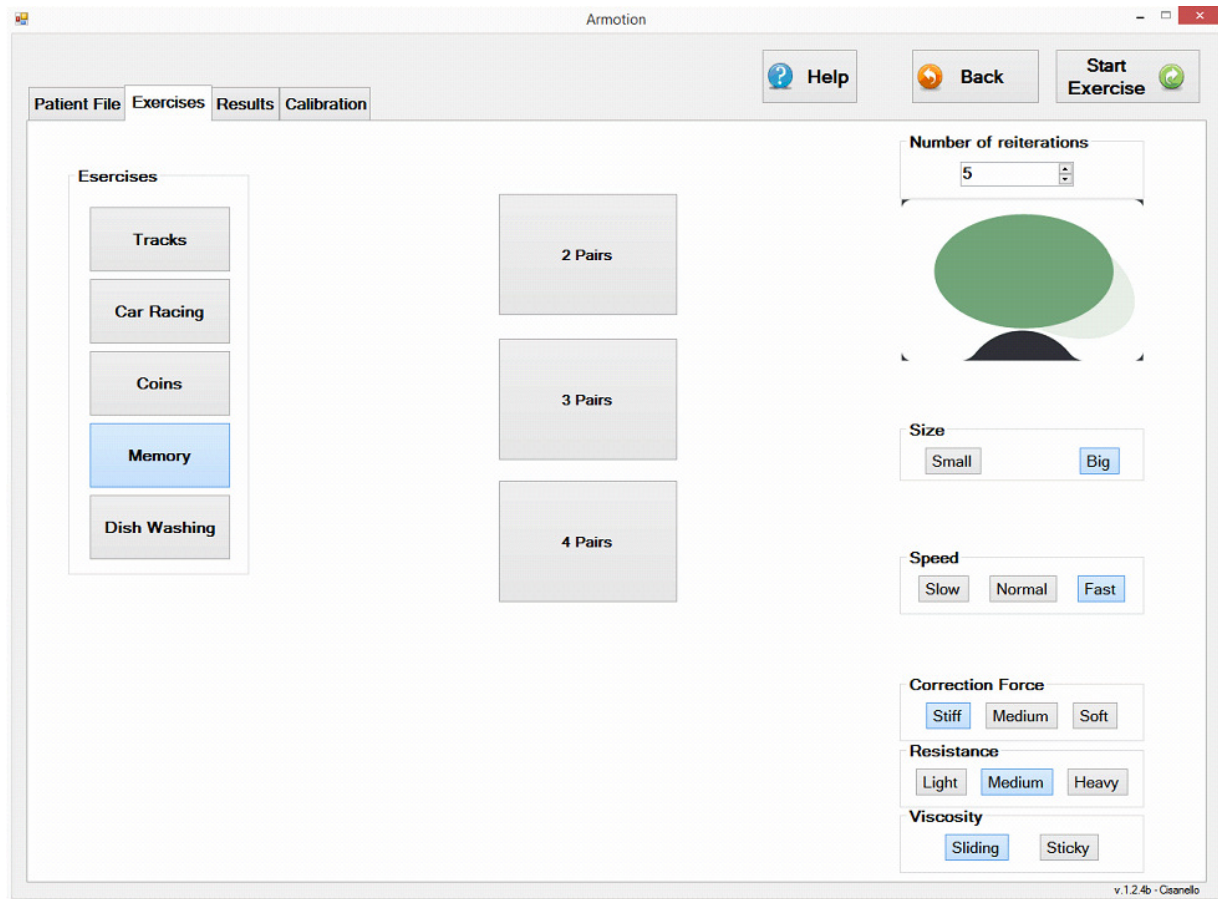 Armotion
Help
Back
Start
Exercise
Patient File
Exercises
Results
Calibration
Number of reiterations
5
Esercises
Tracks
Car Racing
Coins
Memory
Dish Washing
2 Pairs
3 Pairs
4 Pairs
Size
Small
Big
Speed
Slow
Normal
Fast
Correction Force
Stiff
Medium
Soft
Resistance
Light
Medium
Heavy
Viscosity
Sliding
Sticky
v.1.2.4b - Cisanello